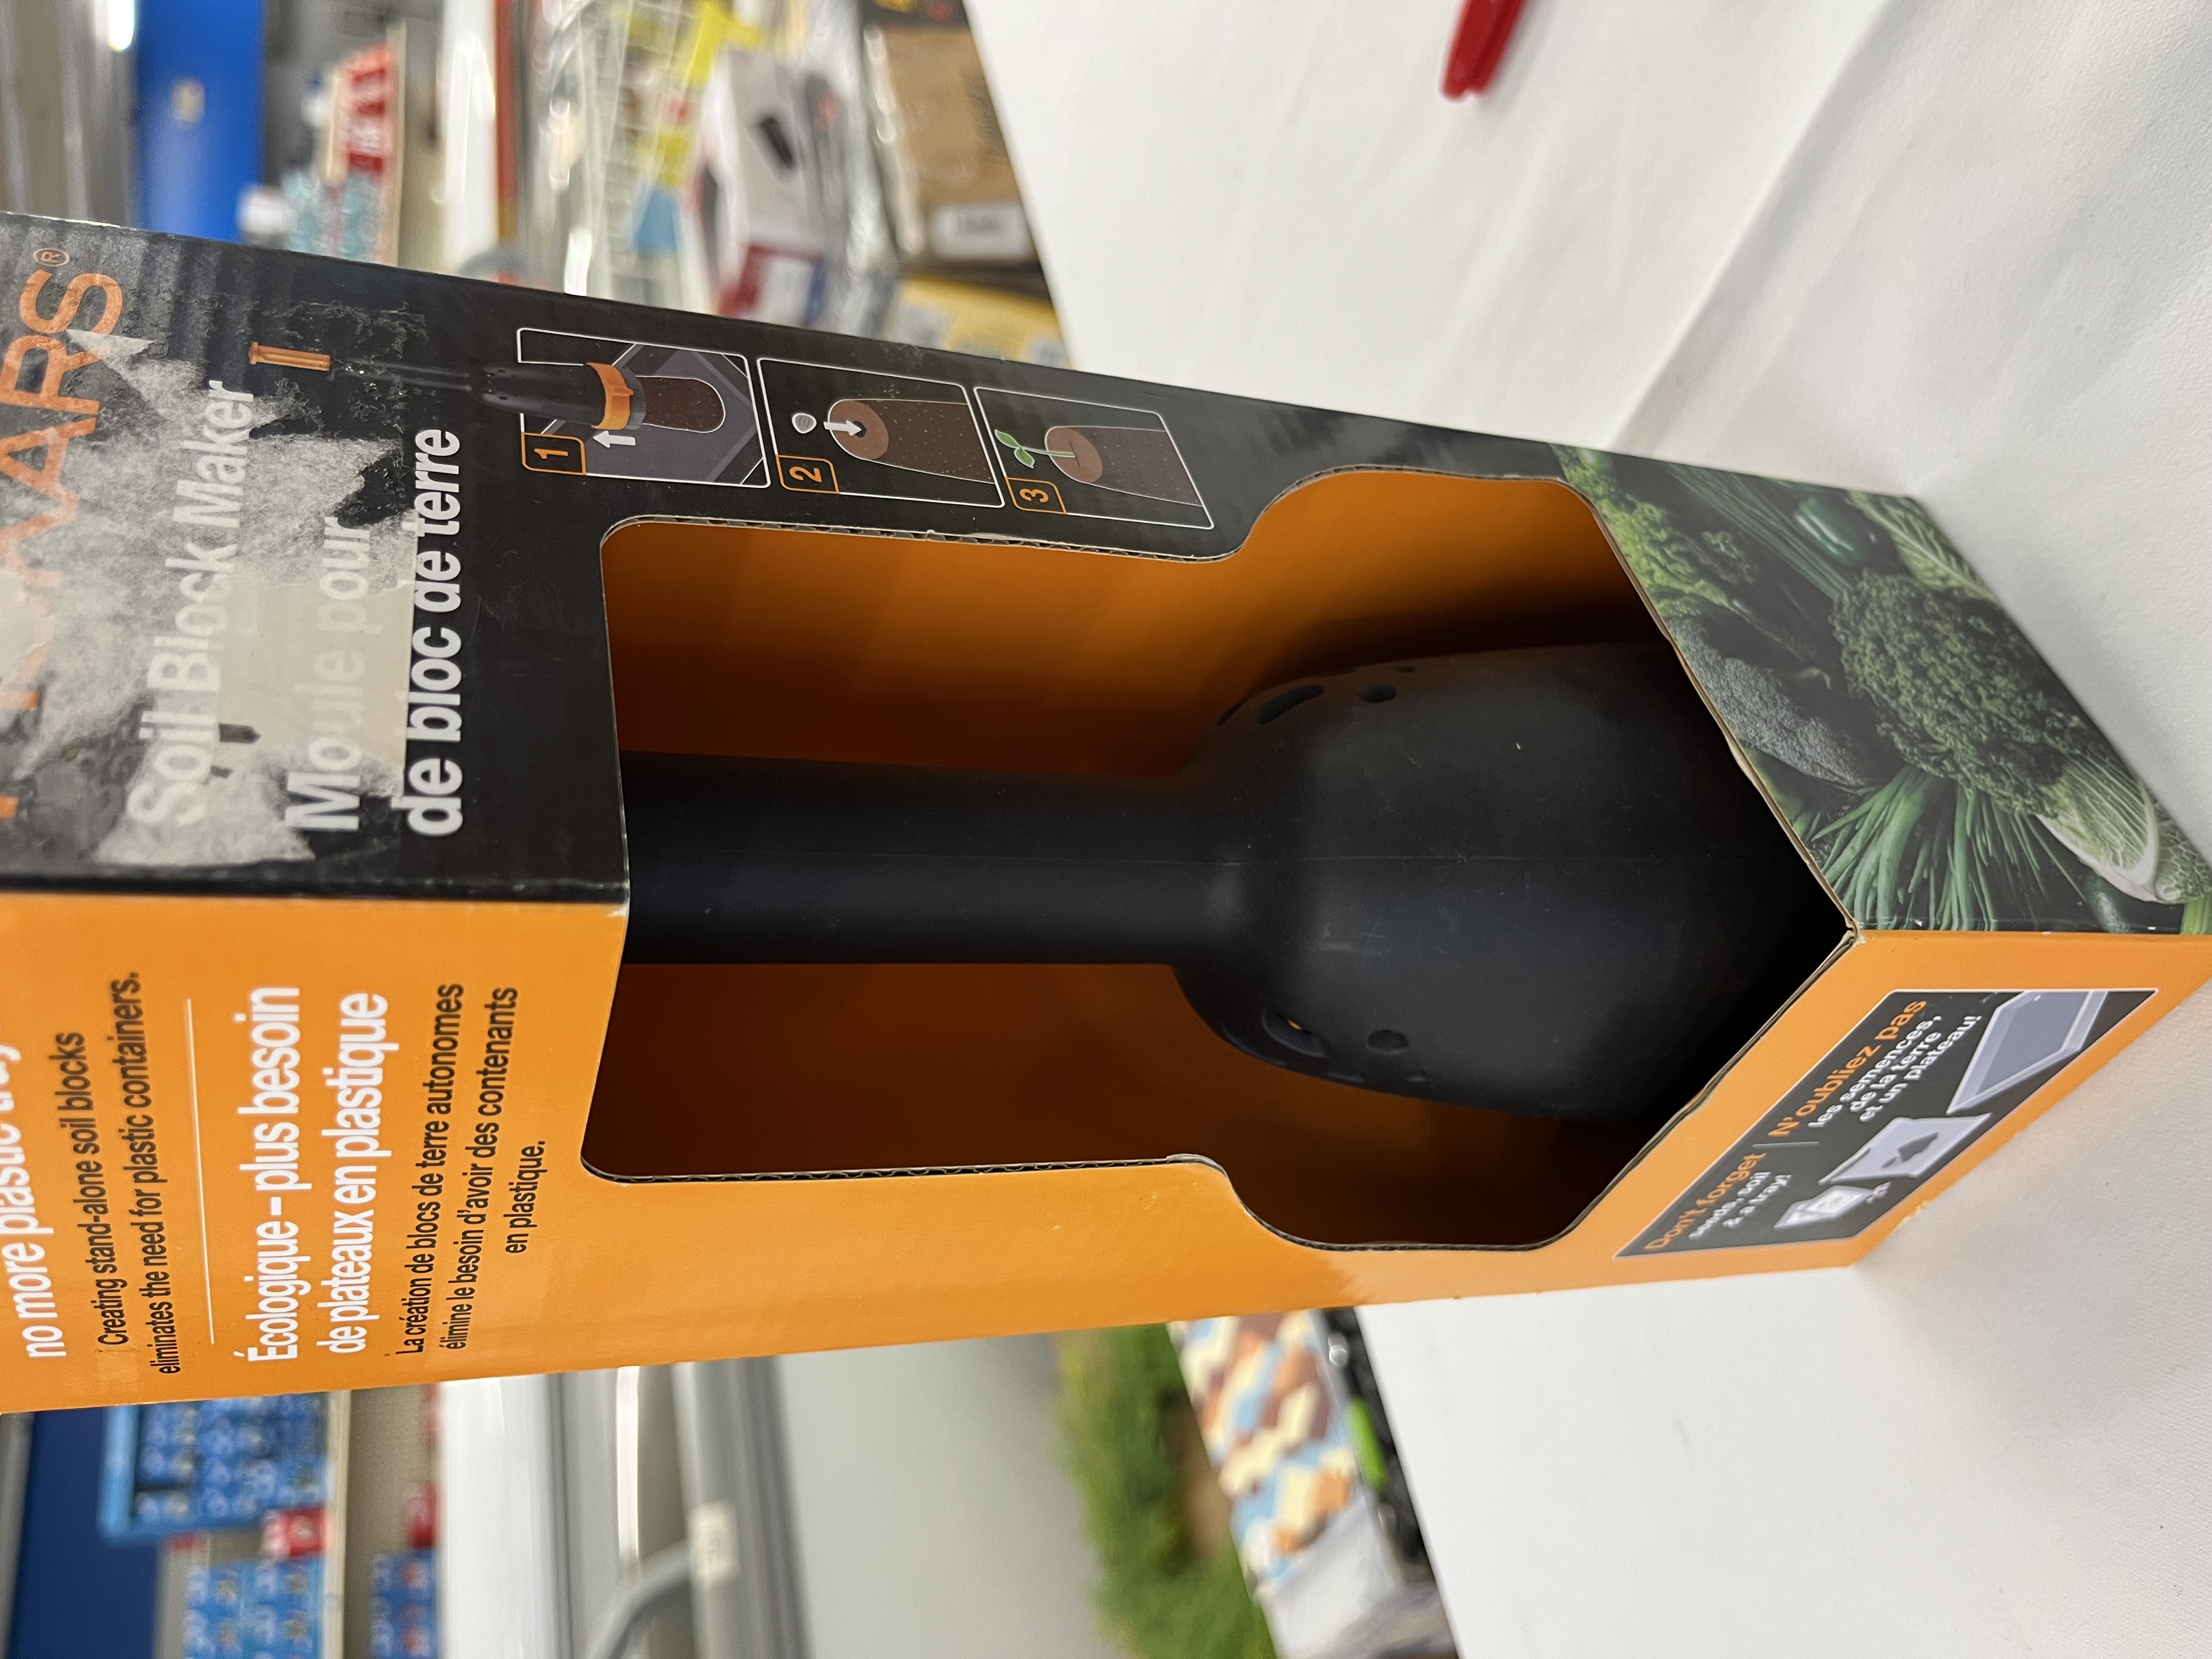 Soil Block Maker
Moule pour
de bloc de terre
1
2
3
no more plastic
Creating stand-alone soil blocks
eliminates the need for plastic containers.
Écologique – plus besoin
de plateaux en plastique
La création de blocs de terre autonomes
élimine le besoin d'avoir des contenants
en plastique.
Don't forget
seeds, soil
& a tray!
N'oubliez pas
les semences,
de la terre
et un plateau!